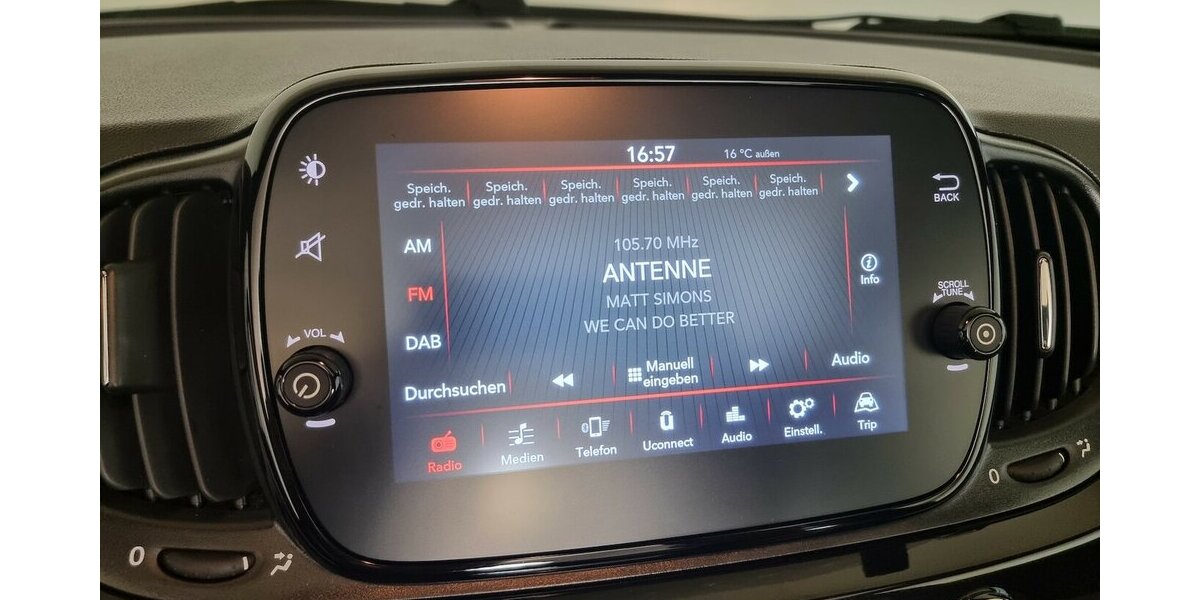 16:57 16 °C außen
Speich. Speich. Speich. Speich. Speich. Speich.
gedr. halten gedr. halten gedr. halten gedr. halten gedr. halten gedr. halten
BACK
AM
105.70 MHz
ANTENNE
Info
FM
MATT SIMONS
SCROLL
TUNE
WE CAN DO BETTER
VOL
DAB
Durchsuchen
Manuell
eingeben
Audio
Radio Medien Telefon Uconnect Audio Einstell. Trip
0
0